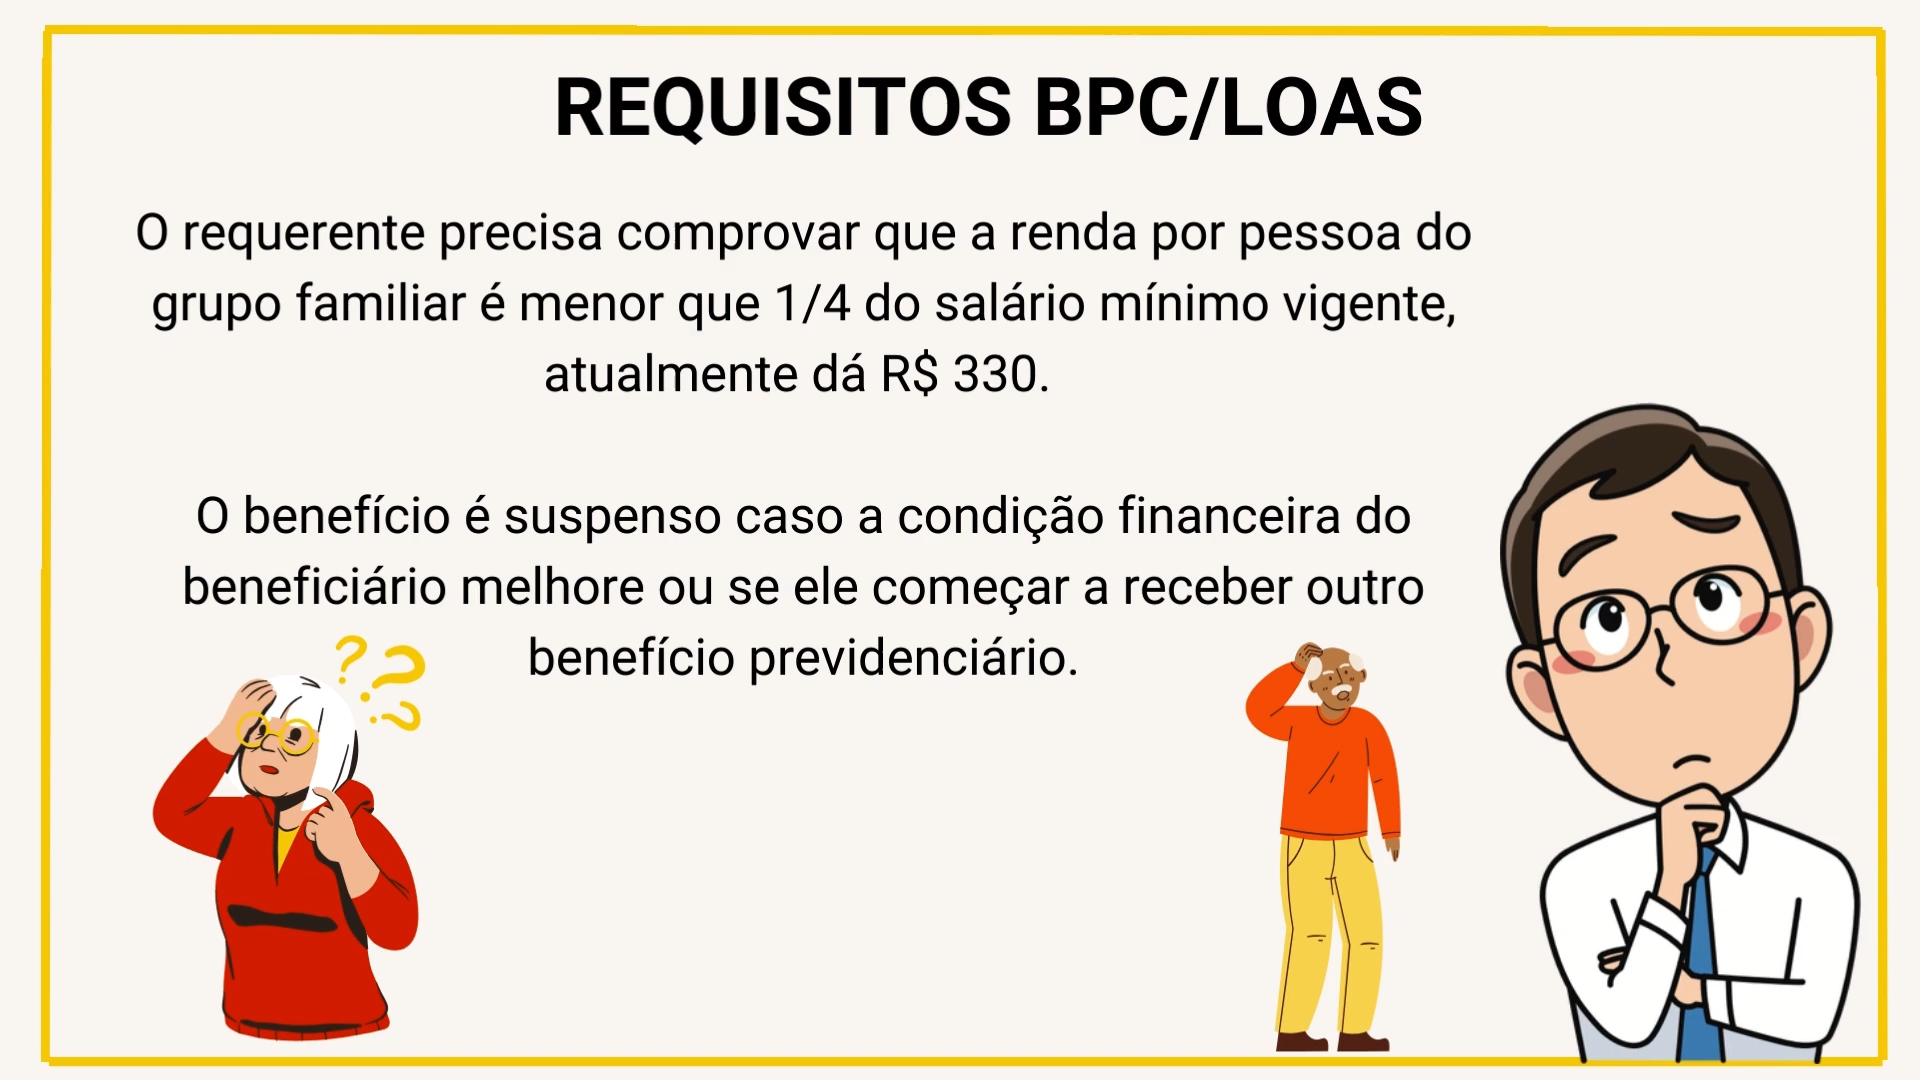 REQUISITOS BPC/LOAS
O requerente precisa comprovar que a renda por pessoa do
grupo familiar é menor que 1/4 do salário mínimo vigente,
atualmente dá R$ 330.
O benefício é suspenso caso a condição financeira do
beneficiário melhore ou se ele começar a receber outro
benefício previdenciário.
???